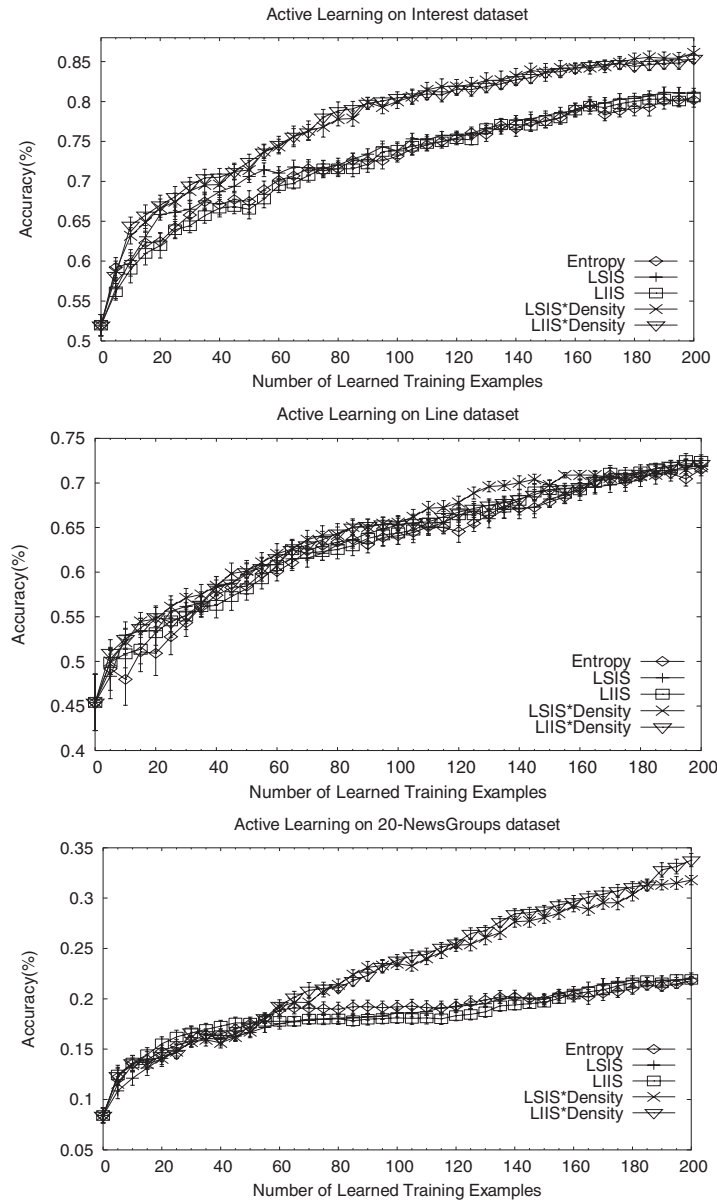 Active Learning on Interest dataset
Accuracy(%)
0.85
0.8
0.75
0.7
0.65
0.6
0.55
0.5
Entropy
LSIS
LIIS
LSIS*Density
LIIS*Density
0 20 40 60 80 100 120 140 160 180 200
Number of Learned Training Examples
Active Learning on Line dataset
Accuracy(%)
0.75
0.7
0.65
0.6
0.55
0.5
0.45
0.4
Entropy
LSIS
LIIS
LSIS*Density
LIIS*Density
0 20 40 60 80 100 120 140 160 180 200
Number of Learned Training Examples
Active Learning on 20-NewsGroups dataset
Accuracy(%)
0.35
0.3
0.25
0.2
0.15
0.1
0.05
Entropy
LSIS
LIIS
LSIS*Density
LIIS*Density
0 20 40 60 80 100 120 140 160 180 200
Number of Learned Training Examples